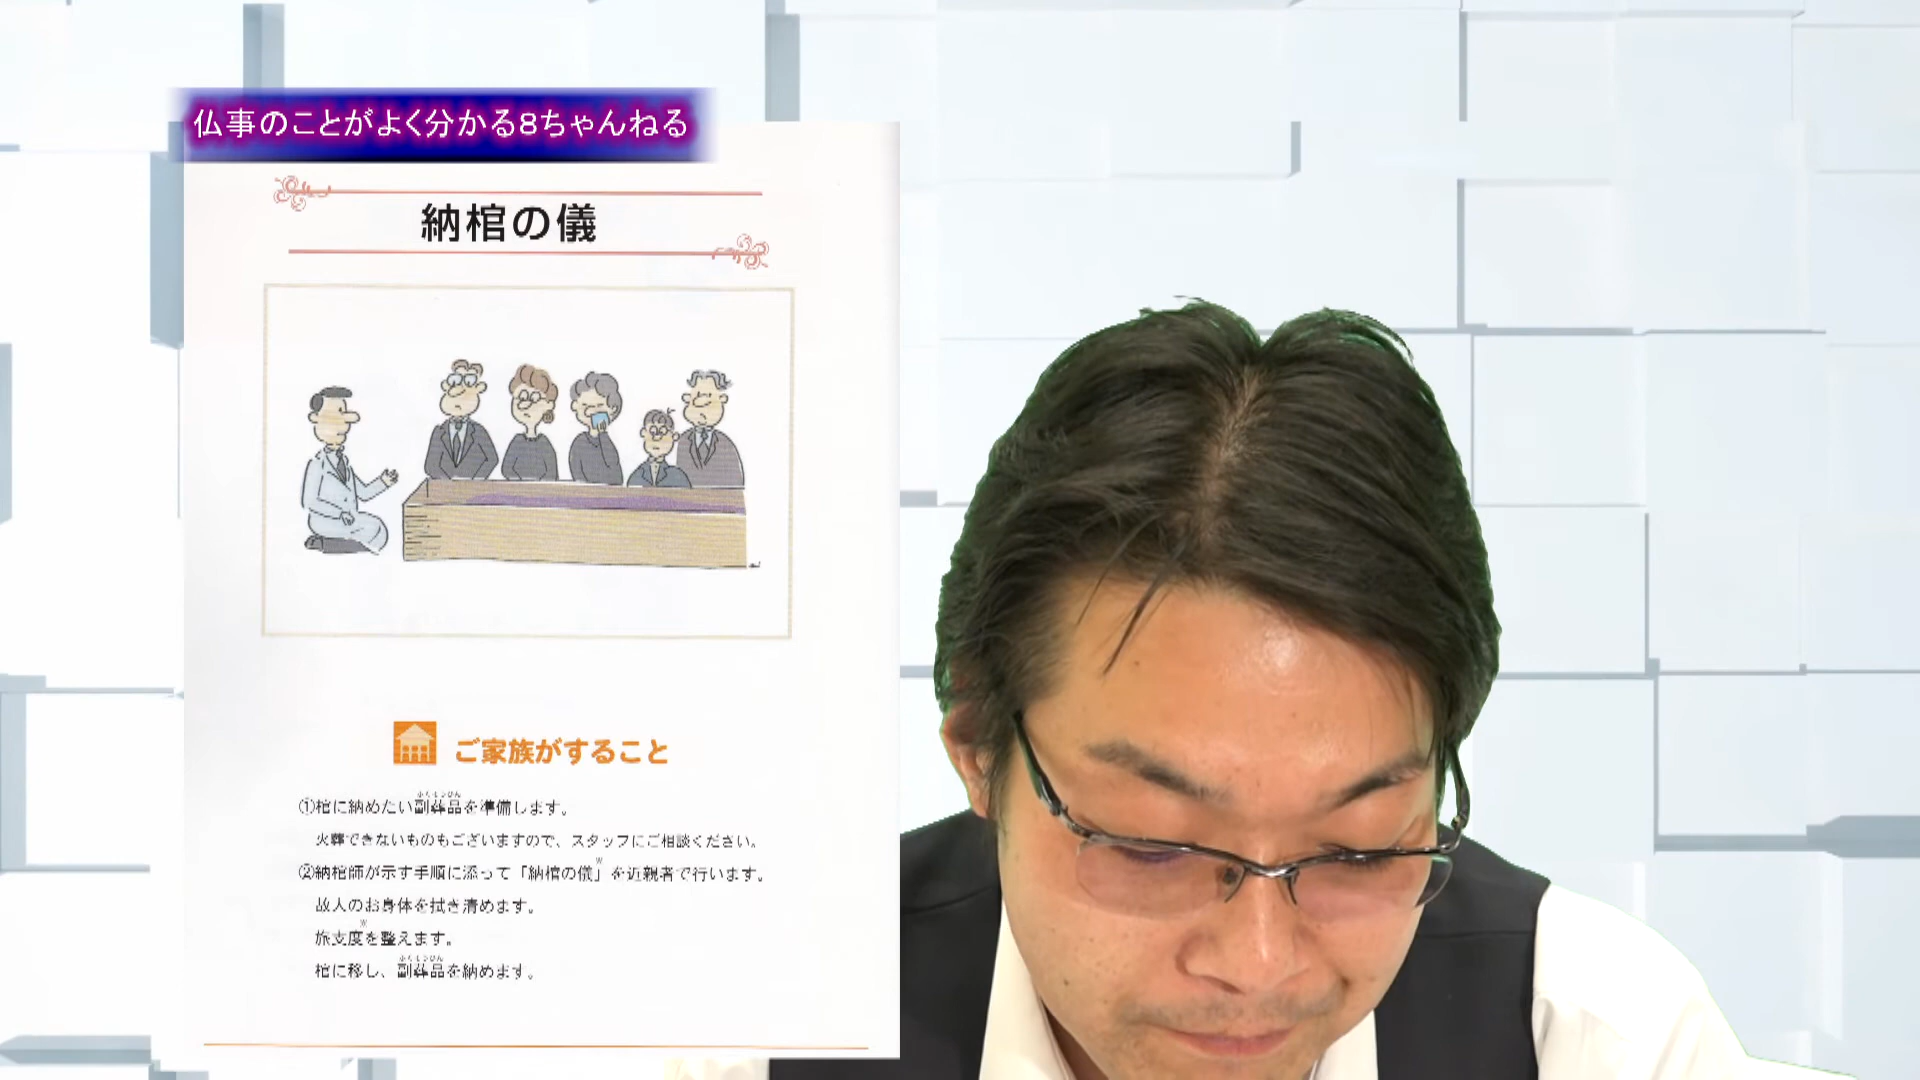 仏事のことがよく分かる8ちゃんねる
納棺の儀
ご家族がすること
①棺に納めたい副葬品を準備します。
火葬できないものもございますので、スタッフにご相談ください。
②納棺師が示す手順に添って「納棺の儀」を近親者で行います。
故人のお身体を拭き清めます。
旅支度を整えます。
棺に移し、副葬品を納めます。